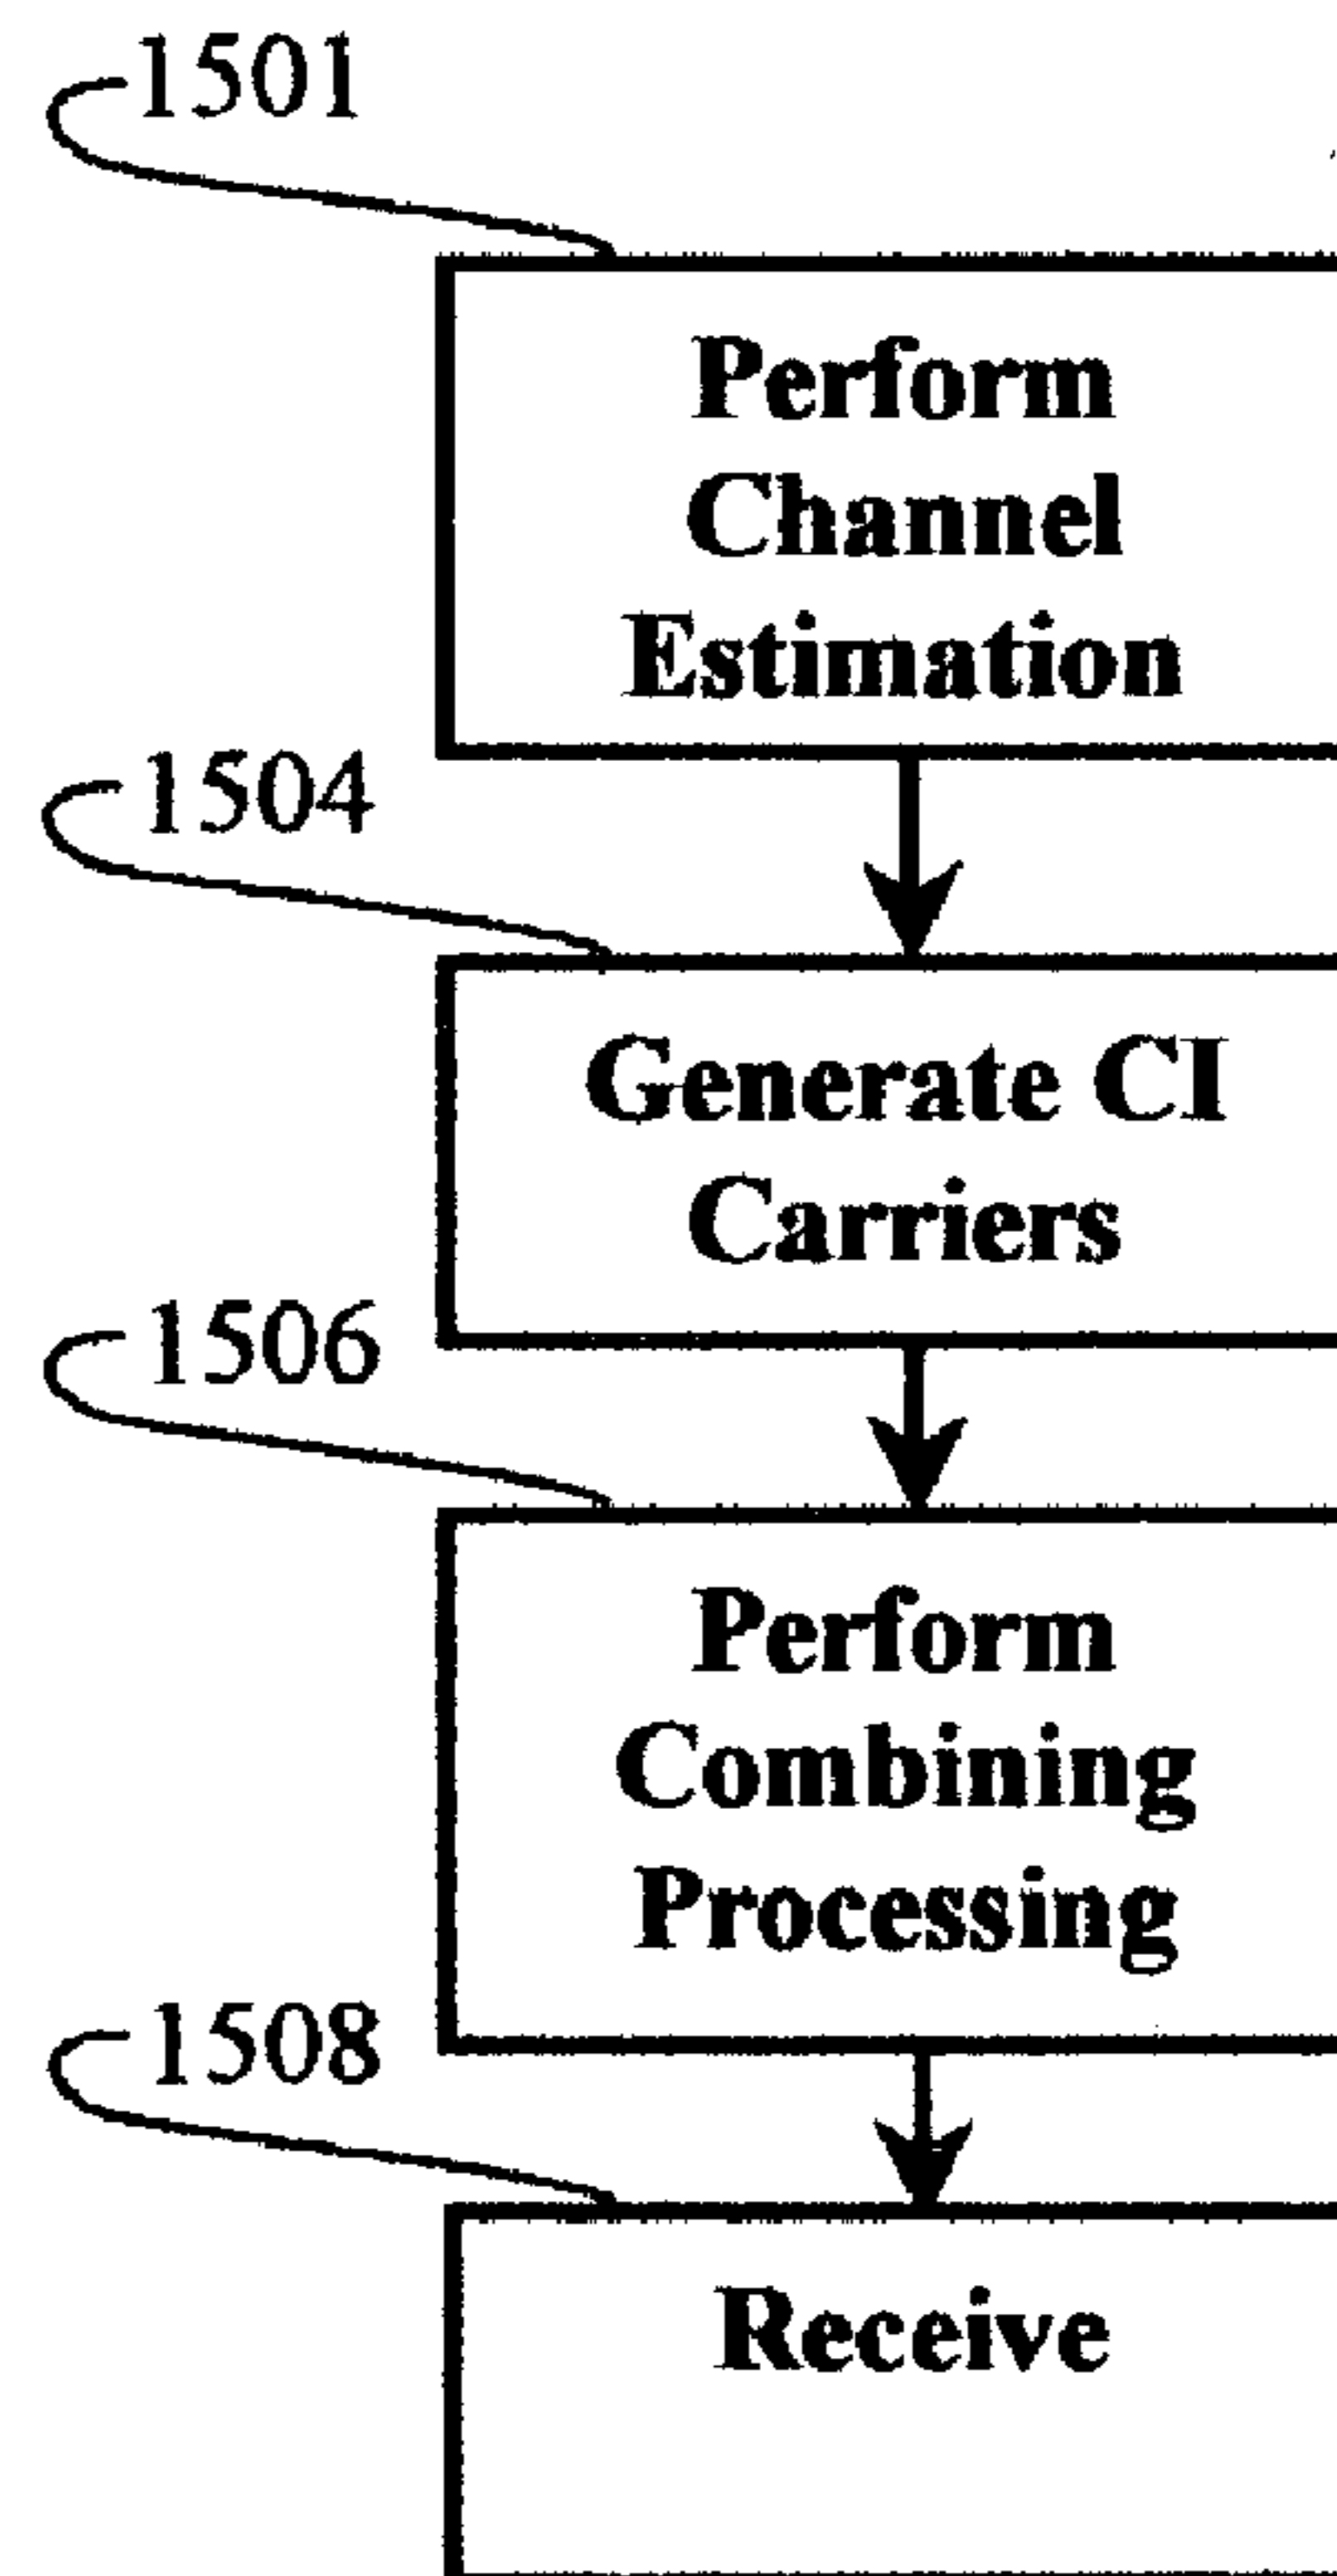 1501
Perform
Channel
Estimation
1504
Generate CI
Carriers
1506
Perform
Combining
Processing
1508
Receive